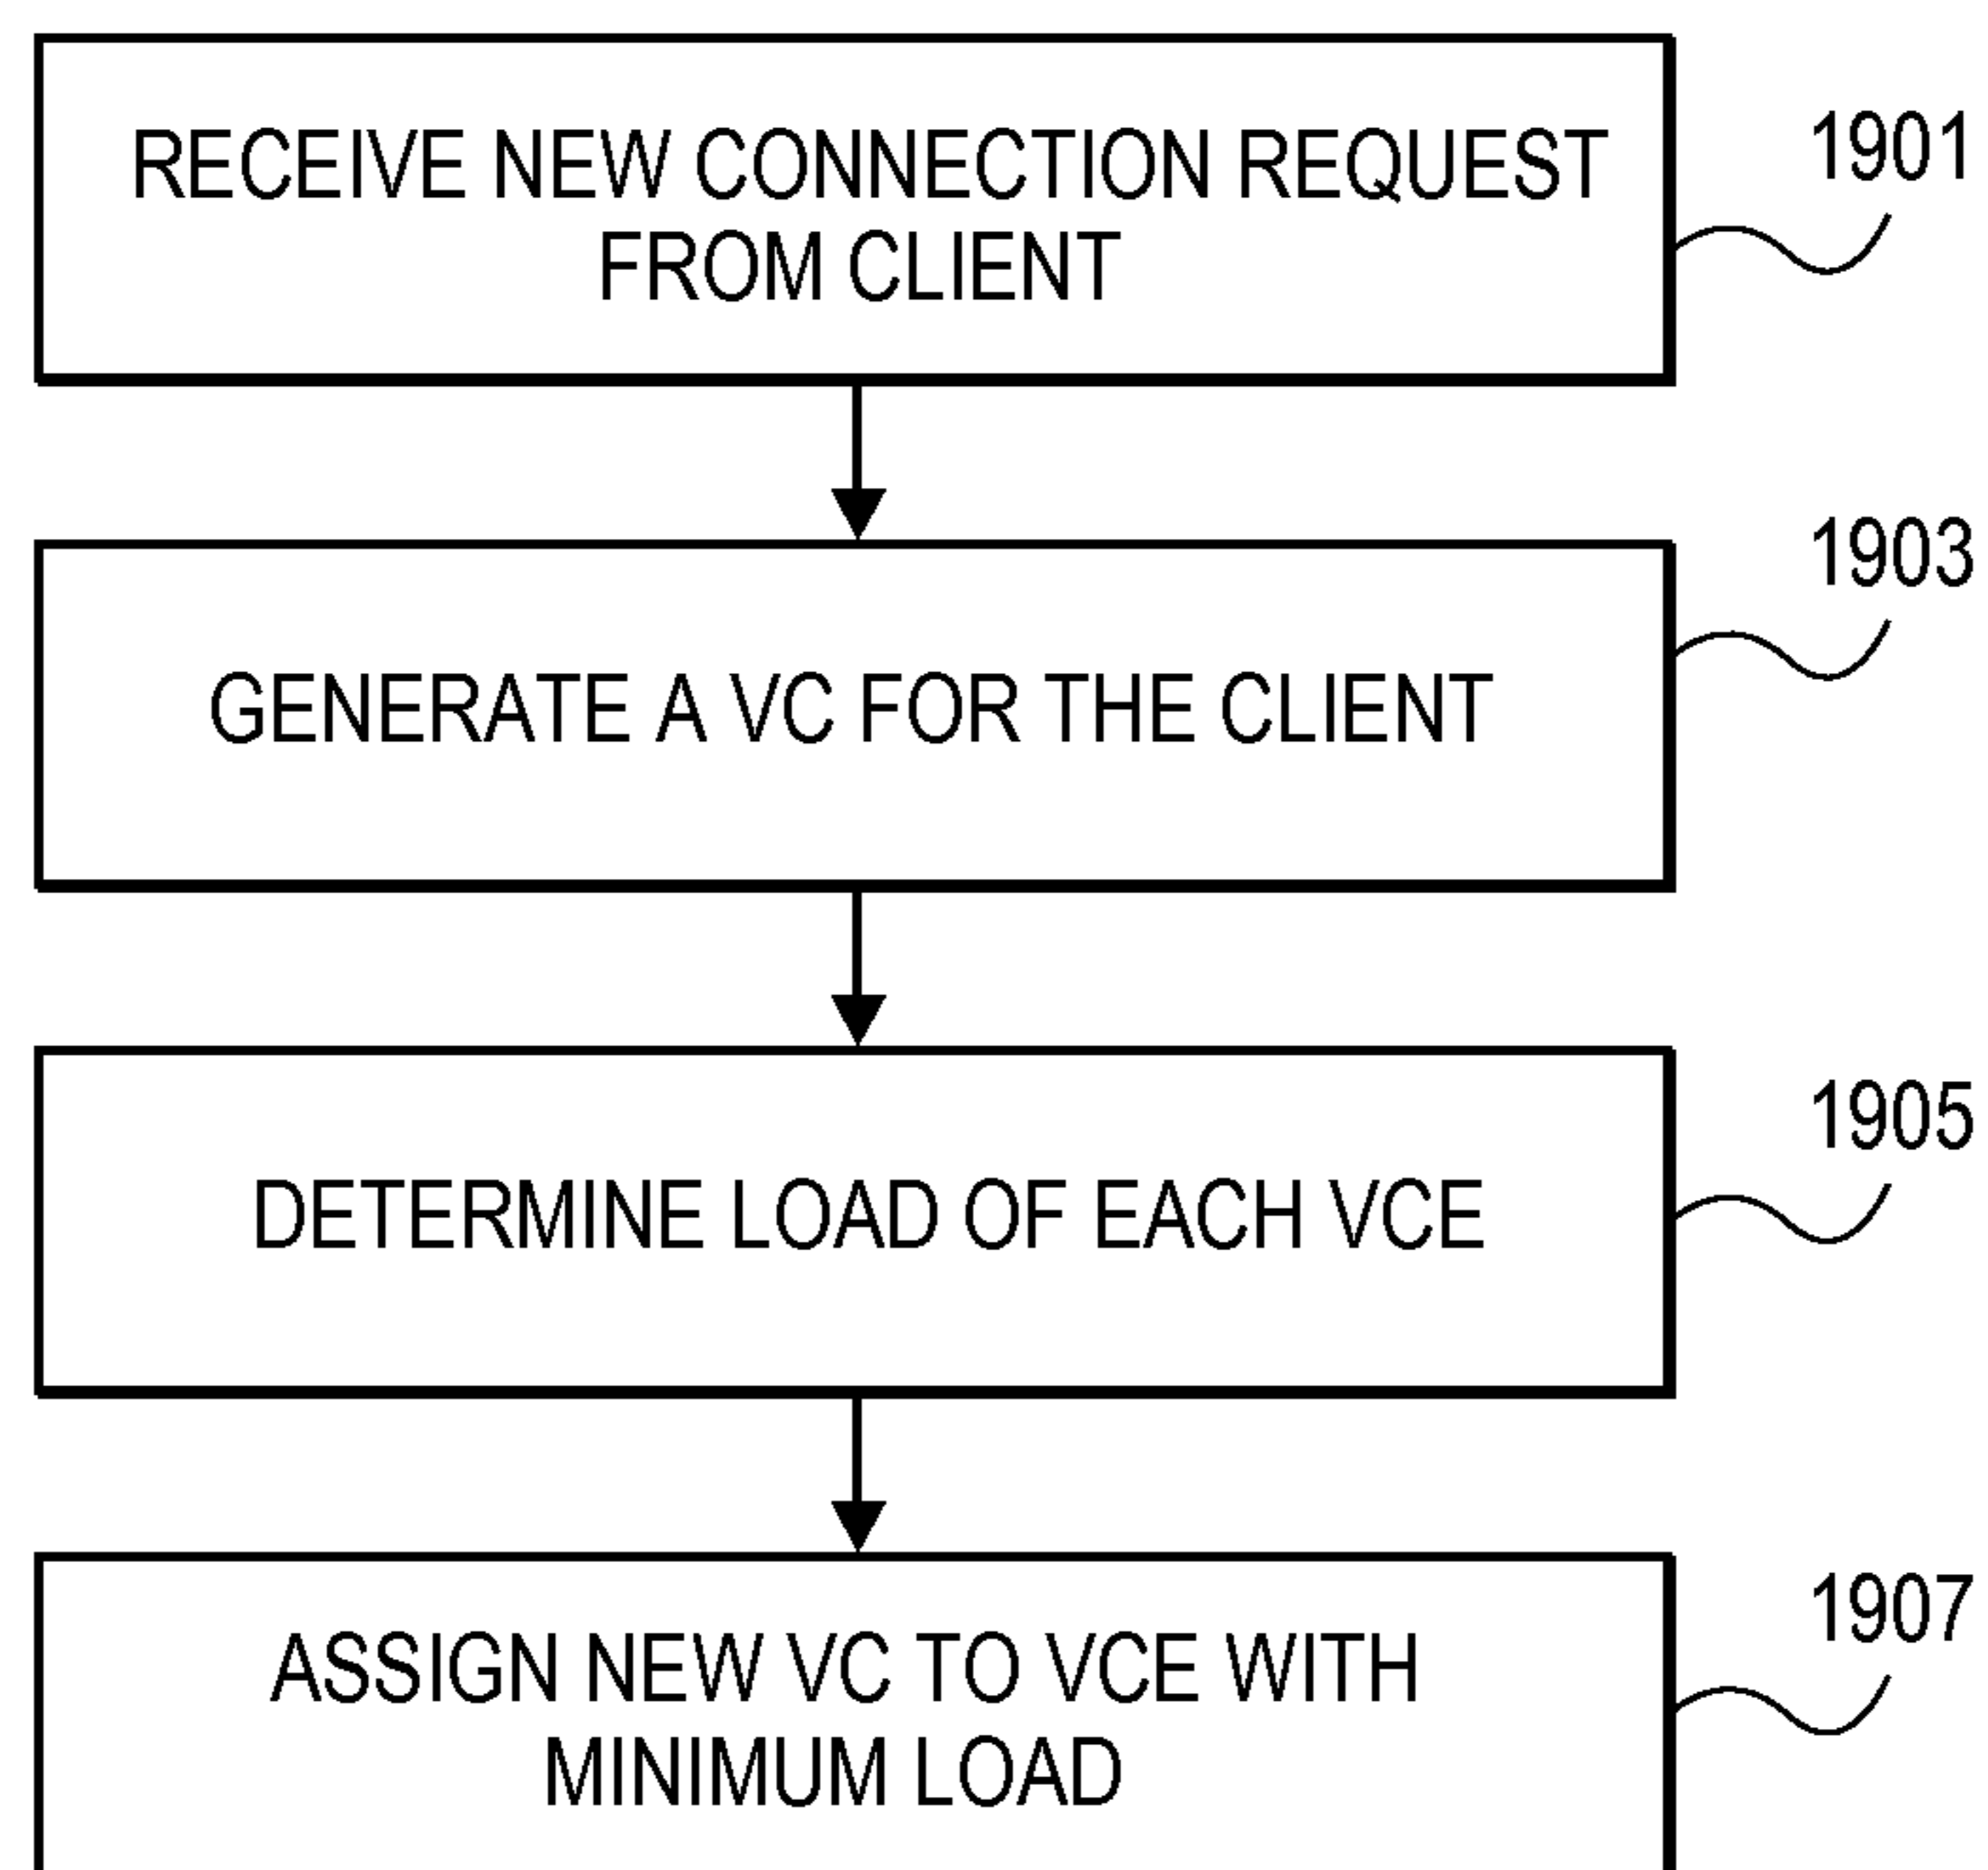 RECEIVE NEW CONNECTION REQUEST
FROM CLIENT
1901
GENERATE A VC FOR THE CLIENT
1903
DETERMINE LOAD OF EACH VCE
1905
ASSIGN NEW VC TO VCE WITH
MINIMUM LOAD
1907